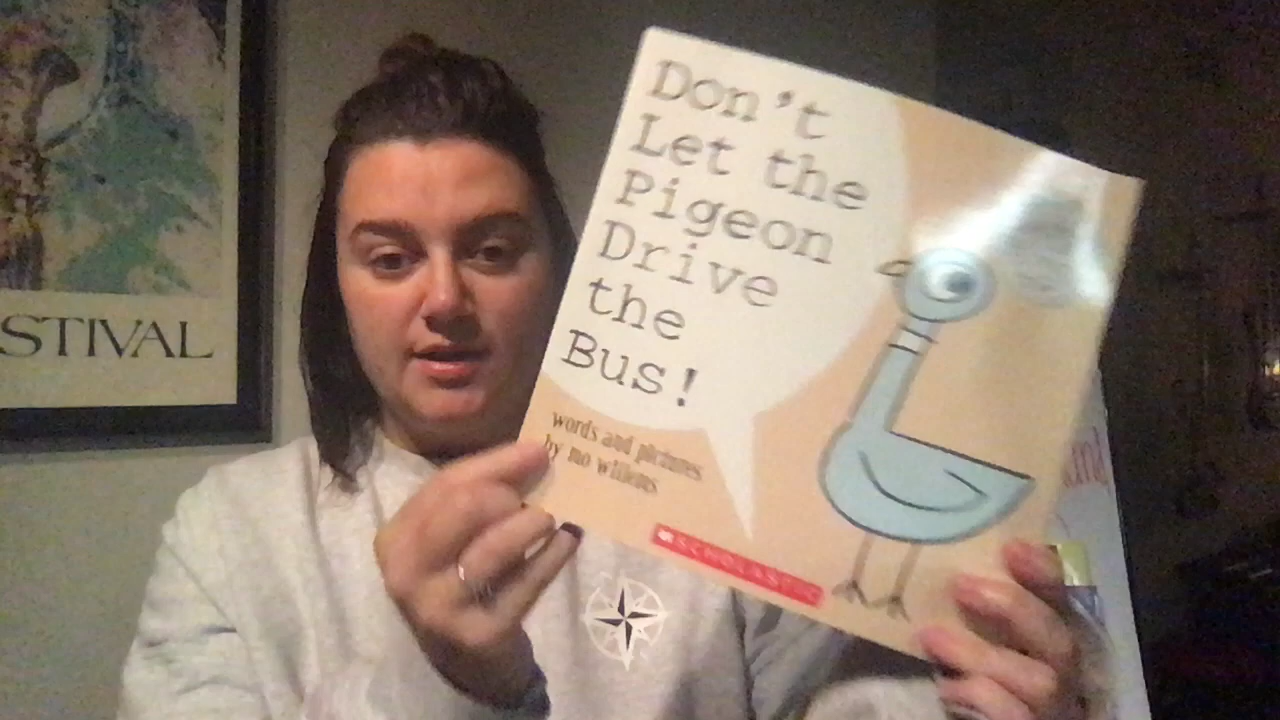 STIVAL
Don't
Let the
Pigeon
Drive
the
Bus!
words and pictures
by mo willems
SCHOLASTIC